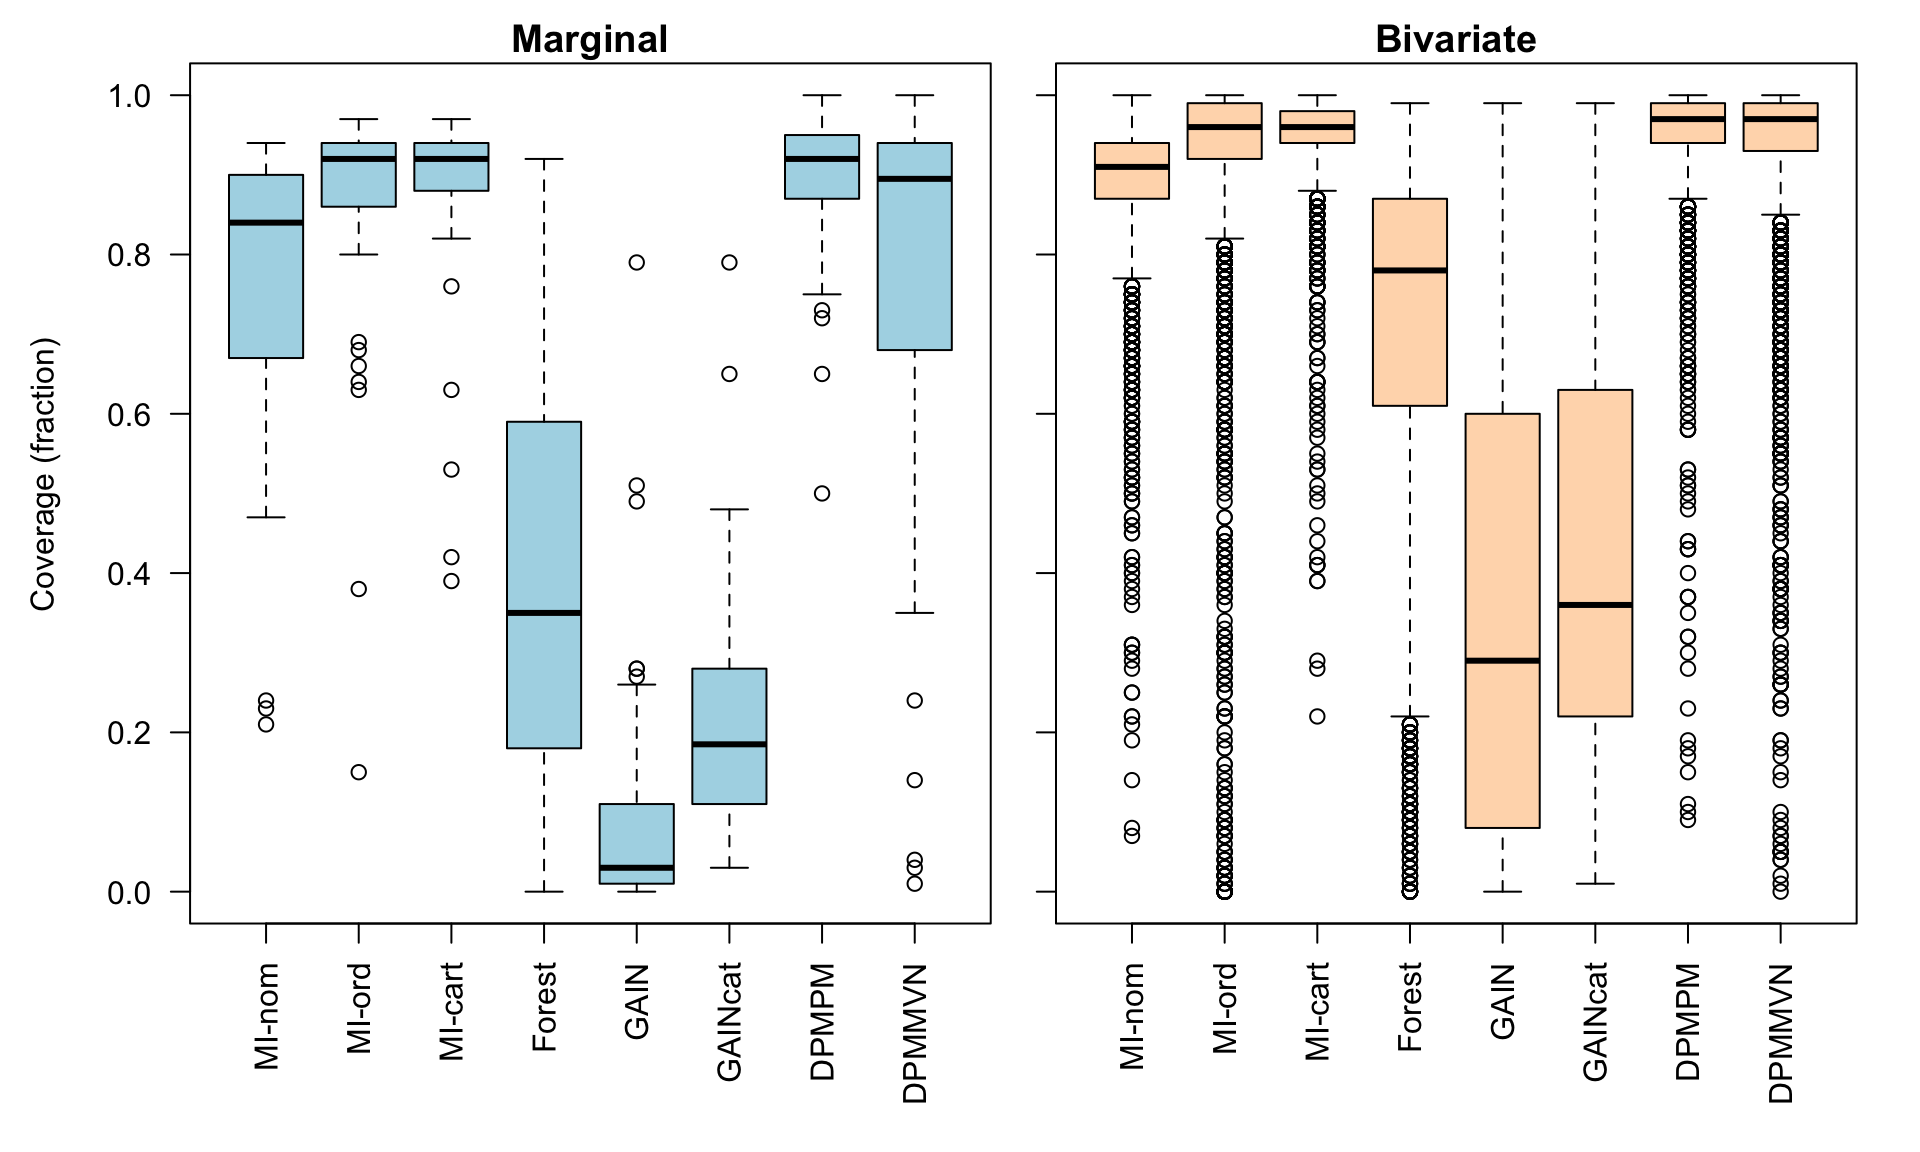 Marginal
Bivariate
Coverage (fraction)
1.0
0.8
0.6
0.4
0.2
0.0
MI-nom
MI-ord
MI-cart
Forest
GAIN
GAINcat
DPMPM
DPMMVN
MI-nom
MI-ord
MI-cart
Forest
GAIN
GAINcat
DPMPM
DPMMVN